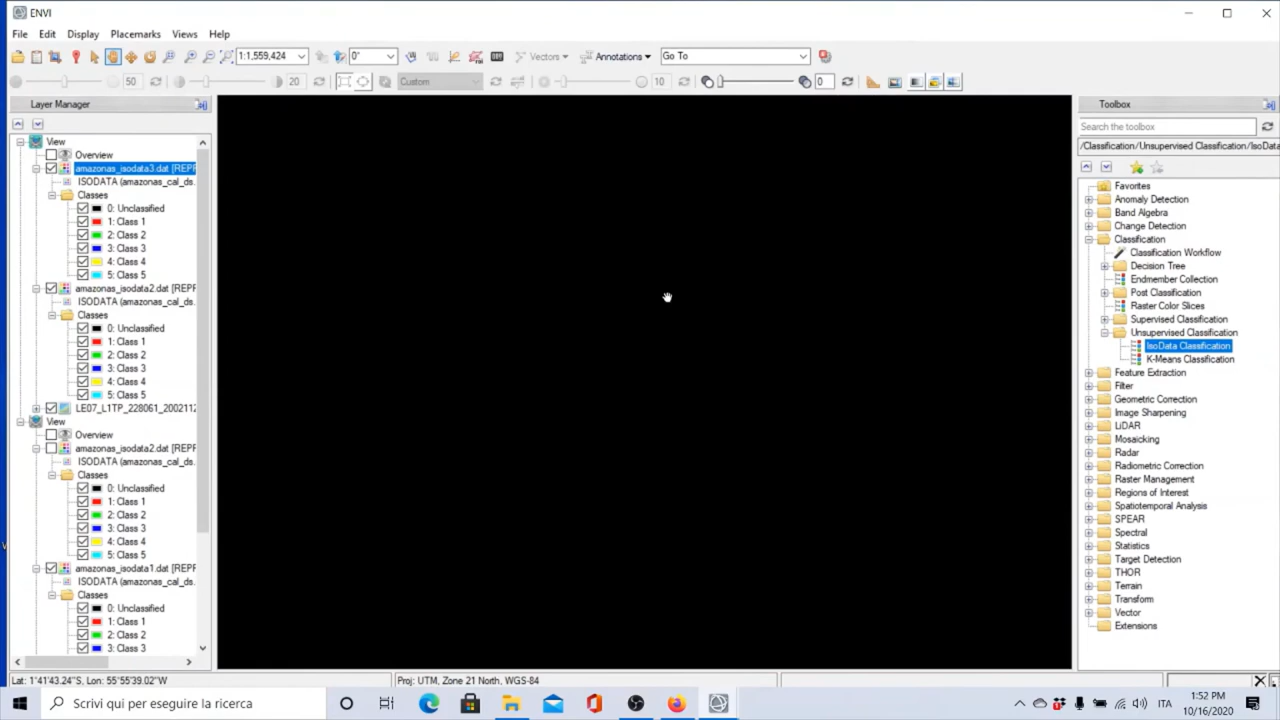 ENVI
File Edit Display Placemarks Views Help
1:1,559,424 0° Vectors Annotations Go To
50 20 Custom 10 0
Layer Manager
View
Overview
amazonas_isodata3.dat [REPR
ISODATA (amazonas_cal_ds.
Classes
0: Unclassified
1: Class 1
2: Class 2
3: Class 3
4: Class 4
5: Class 5
amazonas_isodata2.dat [REPR
ISODATA (amazonas_cal_ds.
Classes
0: Unclassified
1: Class 1
2: Class 2
3: Class 3
4: Class 4
5: Class 5
LE07_L1TP_228061_2002112
View
Overview
amazonas_isodata2.dat [REPR
ISODATA (amazonas_cal_ds.
Classes
0: Unclassified
1: Class 1
2: Class 2
3: Class 3
4: Class 4
5: Class 5
amazonas_isodata1.dat [REPR
ISODATA (amazonas_cal_ds.
Classes
0: Unclassified
1: Class 1
2: Class 2
3: Class 3
Toolbox
Search the toolbox
/Classification/Unsupervised Classification/IsoData
Favorites
Anomaly Detection
Band Algebra
Change Detection
Classification
Classification Workflow
Decision Tree
Endmember Collection
Post Classification
Raster Color Slices
Supervised Classification
Unsupervised Classification
IsoData Classification
K-Means Classification
Feature Extraction
Filter
Geometric Correction
Image Sharpening
LiDAR
Mosaicking
Radar
Radiometric Correction
Raster Management
Regions of Interest
Spatiotemporal Analysis
SPEAR
Spectral
Statistics
Target Detection
THOR
Terrain
Transform
Vector
Extensions
Lat: 1°41'43.24"S, Lon: 55°55'39.02"W
Proj: UTM, Zone 21 North, WGS-84
Scrivi qui per eseguire la ricerca
ITA
1:52 PM
10/16/2020